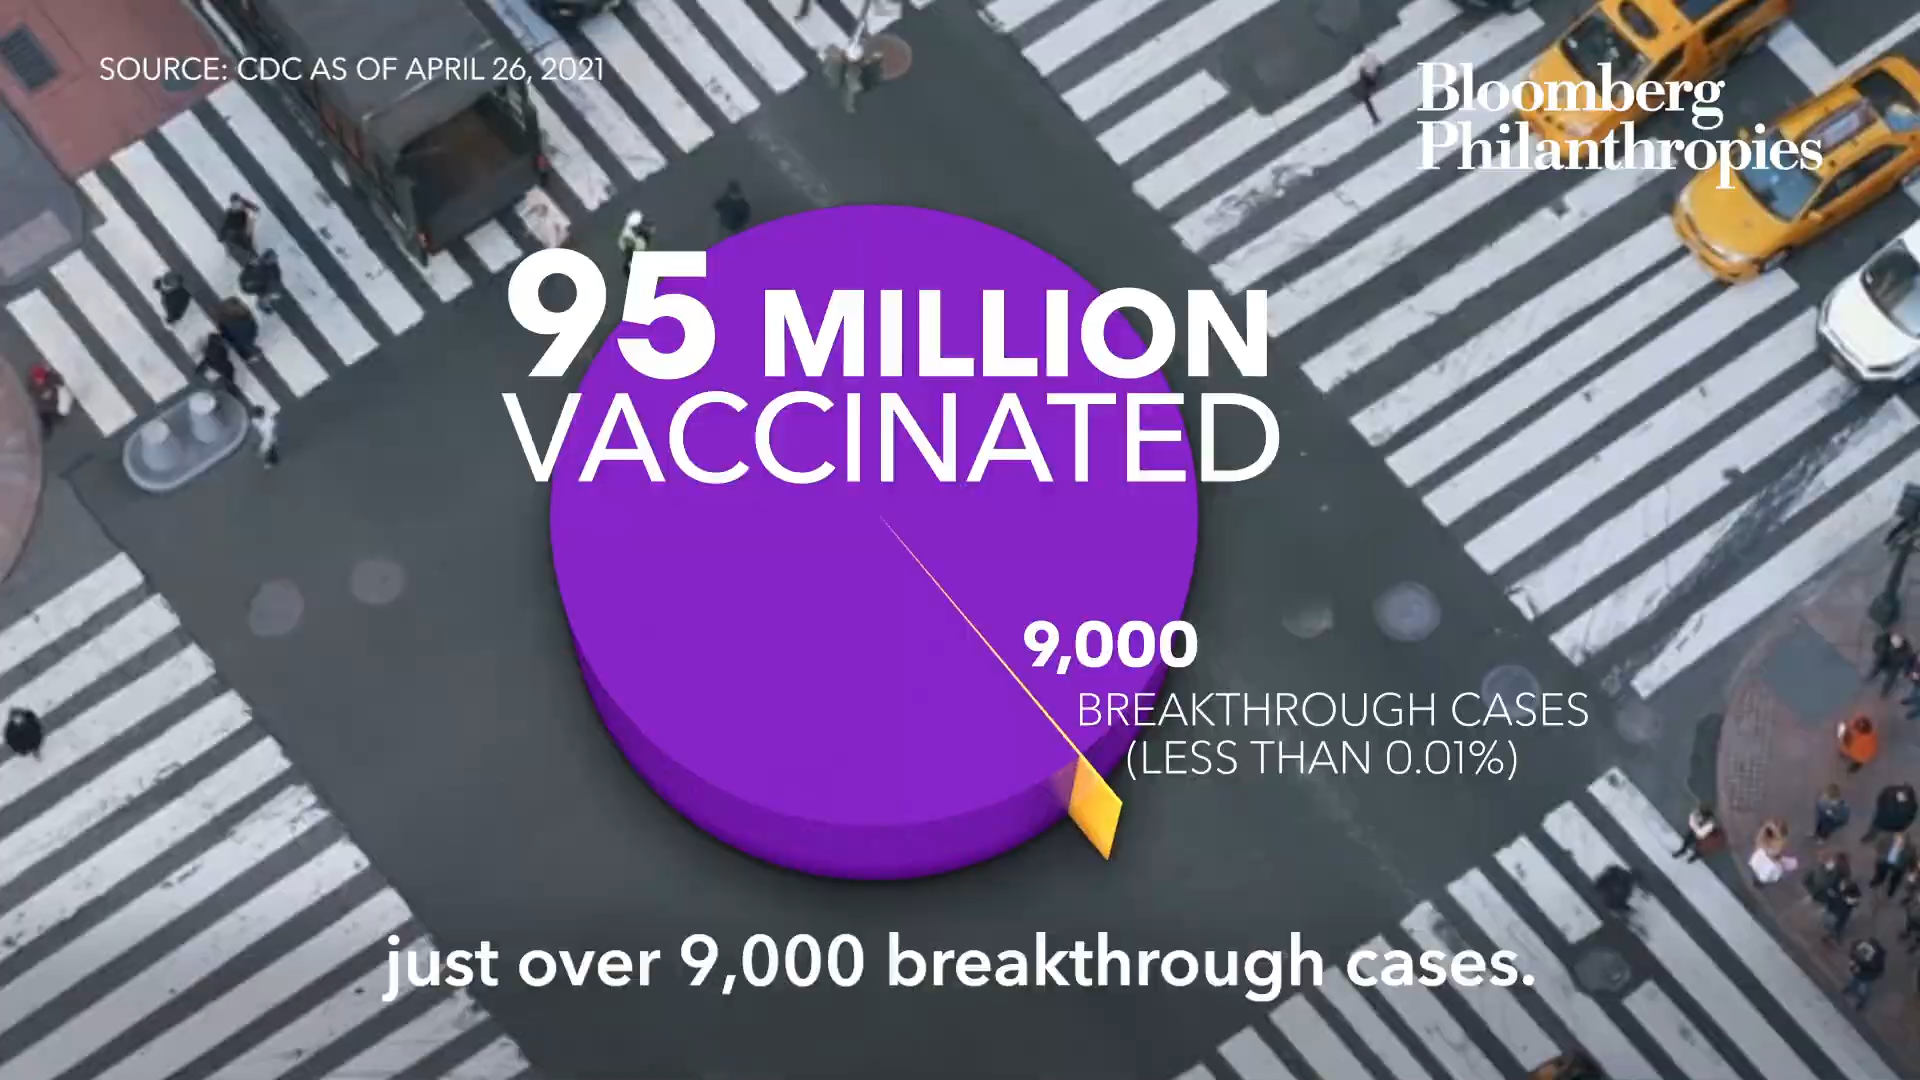 SOURCE: CDC AS OF APRIL 26, 2021
Bloomberg
Philanthropies
95 MILLION
VACCINATED
9,000
BREAKTHROUGH CASES
(LESS THAN 0.01%)
just over 9,000 breakthrough cases.